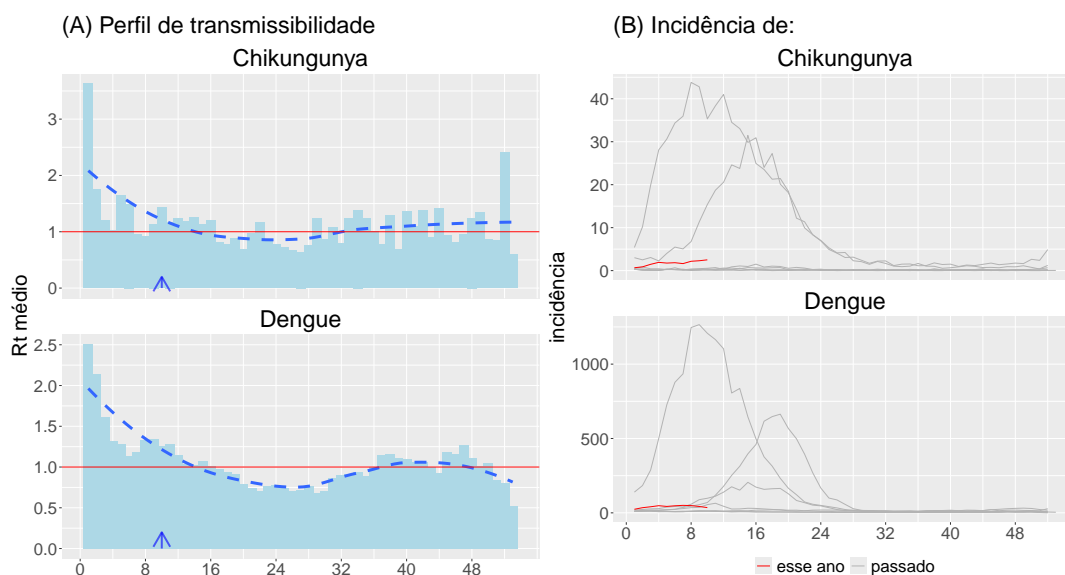 (A) Perfil de transmissibilidade
Chikungunya
3
2
1
0
Dengue
2.5
2.0
1.5
1.0
0.5
0.0
0 8 16 24 32 40 48
Rt médio
(B) Incidência de:
Chikungunya
40
30
20
10
0
Dengue
1000
500
0
0 8 16 24 32 40 48
incidência
esse ano passado